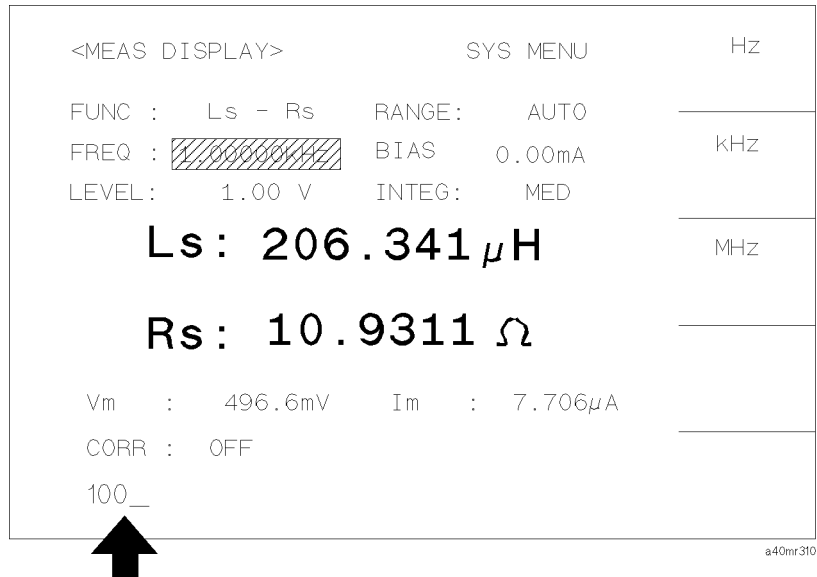 <MEAS DISPLAY> SYS MENU Hz
FUNC : Ls - Rs RANGE: AUTO
FREQ : 1.00000kHz BIAS 0.00mA kHz
LEVEL: 1.00 V INTEG: MED
Ls: 206.341μH MHz
Rs: 10.9311 Ω
Vm : 496.6mV Im : 7.706μA
CORR : OFF
100_
a40mr310